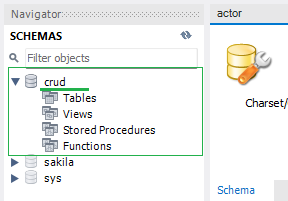 Navigator
SCHEMAS
Filter objects
crud
Tables
Views
Stored Procedures
Functions
sakila
sys
actor
Charset/
Schema